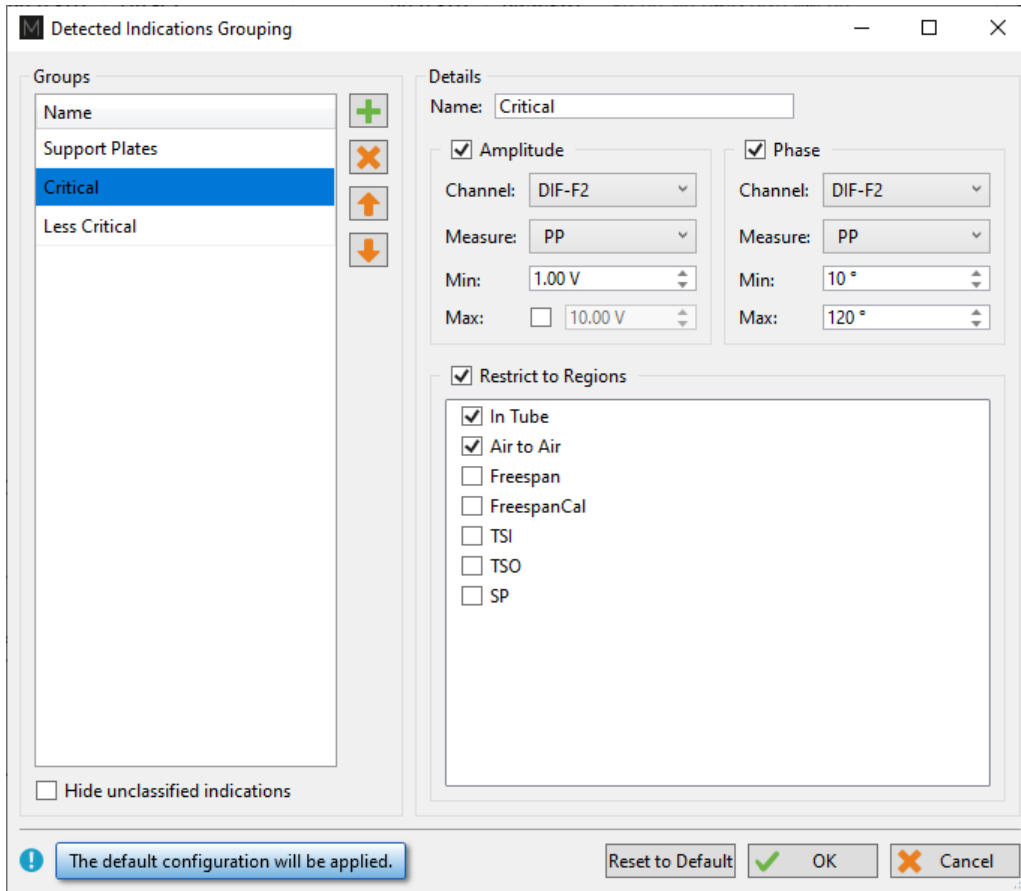 M Detected Indications Grouping
Groups
Name
Support Plates
Critical
Less Critical
Hide unclassified indications
Details
Name: Critical
Amplitude
Channel: DIF-F2
Measure: PP
Min: 1.00 V
Max: 10.00 V
Phase
Channel: DIF-F2
Measure: PP
Min: 10 °
Max: 120 °
Restrict to Regions
In Tube
Air to Air
Freespan
FreespanCal
TSI
TSO
SP
The default configuration will be applied.
Reset to Default
OK
Cancel